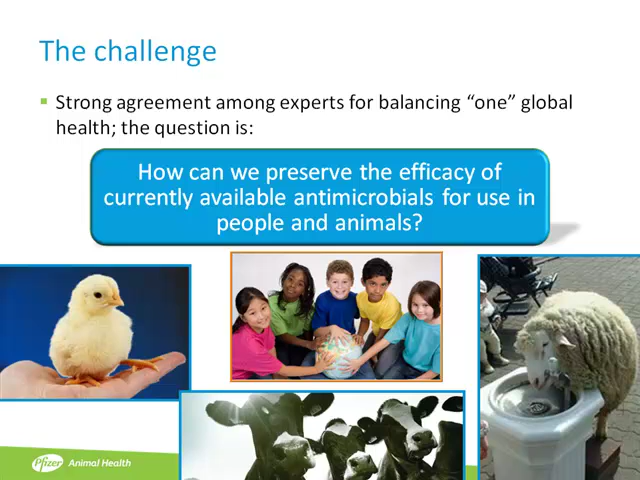 The challenge
Strong agreement among experts for balancing “one” global
health; the question is:
How can we preserve the efficacy of
currently available antimicrobials for use in
people and animals?
Pfizer Animal Health